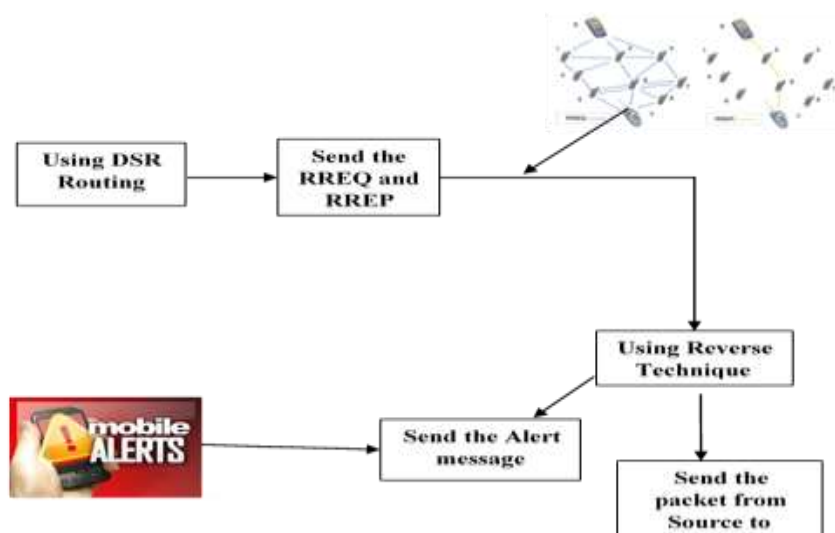 Using DSR
Routing
Send the
RREQ and
RREP
Using Reverse
Technique
mobile
ALERTS
Send the Alert
message
Send the
packet from
Source to